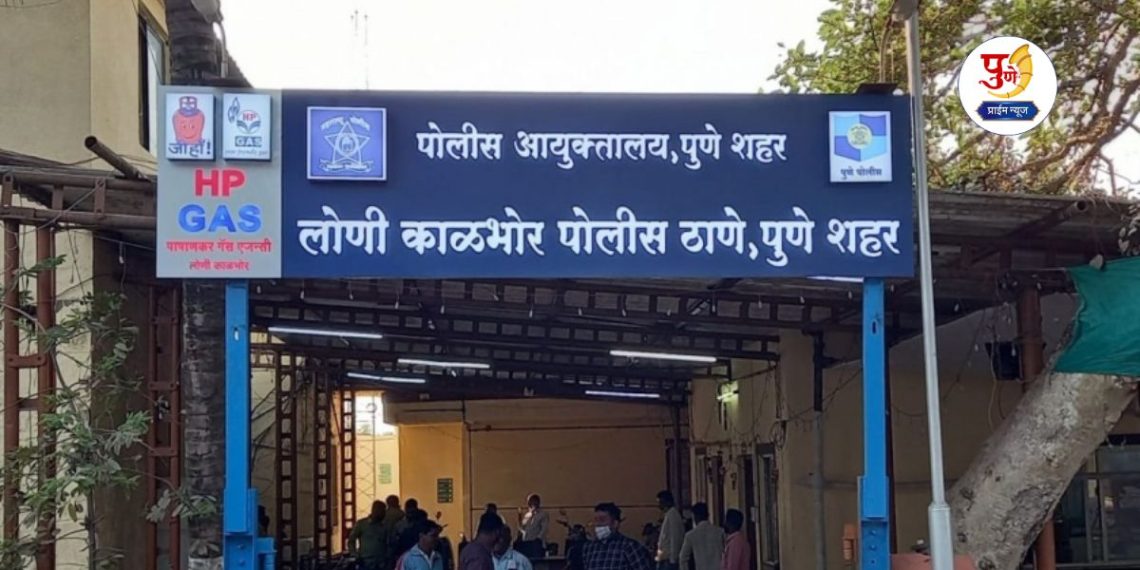 जाहाँ!
HP
GAS
HP
GAS
पाषाणकर गॅस एजन्सी
लोणी काळभोर
पोलीस आयुक्तालय,पुणे शहर
लोणी काळभोर पोलीस ठाणे,पुणे शहर
पुणे पोलीस
पुणे
प्राईम न्यूज